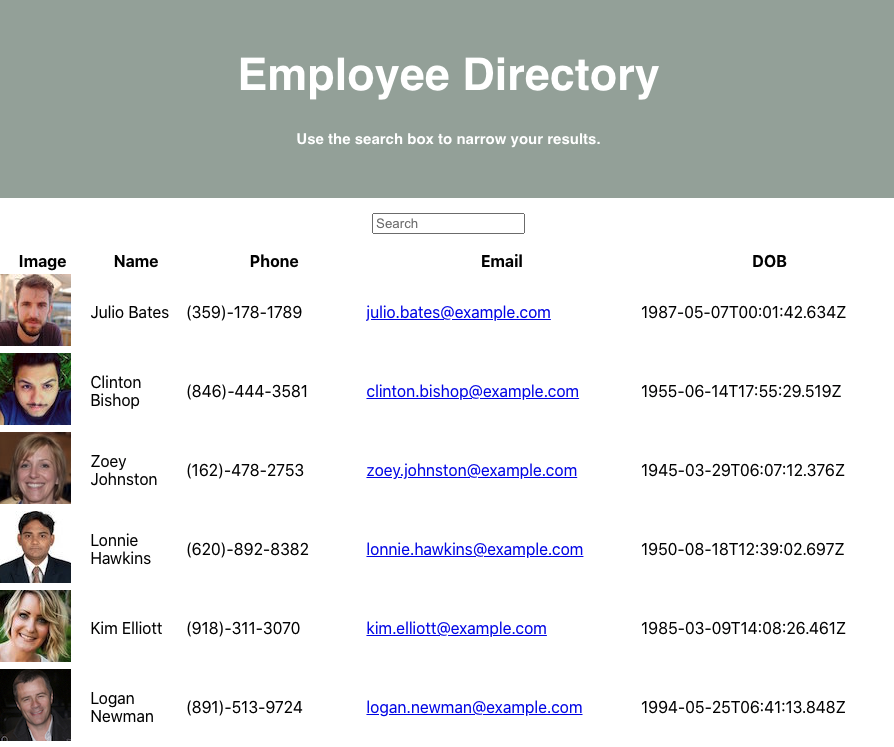 Employee Directory
Use the search box to narrow your results.
Search
Image Name Phone Email DOB
Julio Bates (359)-178-1789 julio.bates@example.com 1987-05-07T00:01:42.634Z
Clinton
Bishop (846)-444-3581 clinton.bishop@example.com 1955-06-14T17:55:29.519Z
Zoey
Johnston (162)-478-2753 zoey.johnston@example.com 1945-03-29T06:07:12.376Z
Lonnie
Hawkins (620)-892-8382 lonnie.hawkins@example.com 1950-08-18T12:39:02.697Z
Kim Elliott (918)-311-3070 kim.elliott@example.com 1985-03-09T14:08:26.461Z
Logan
Newman (891)-513-9724 logan.newman@example.com 1994-05-25T06:41:13.848Z